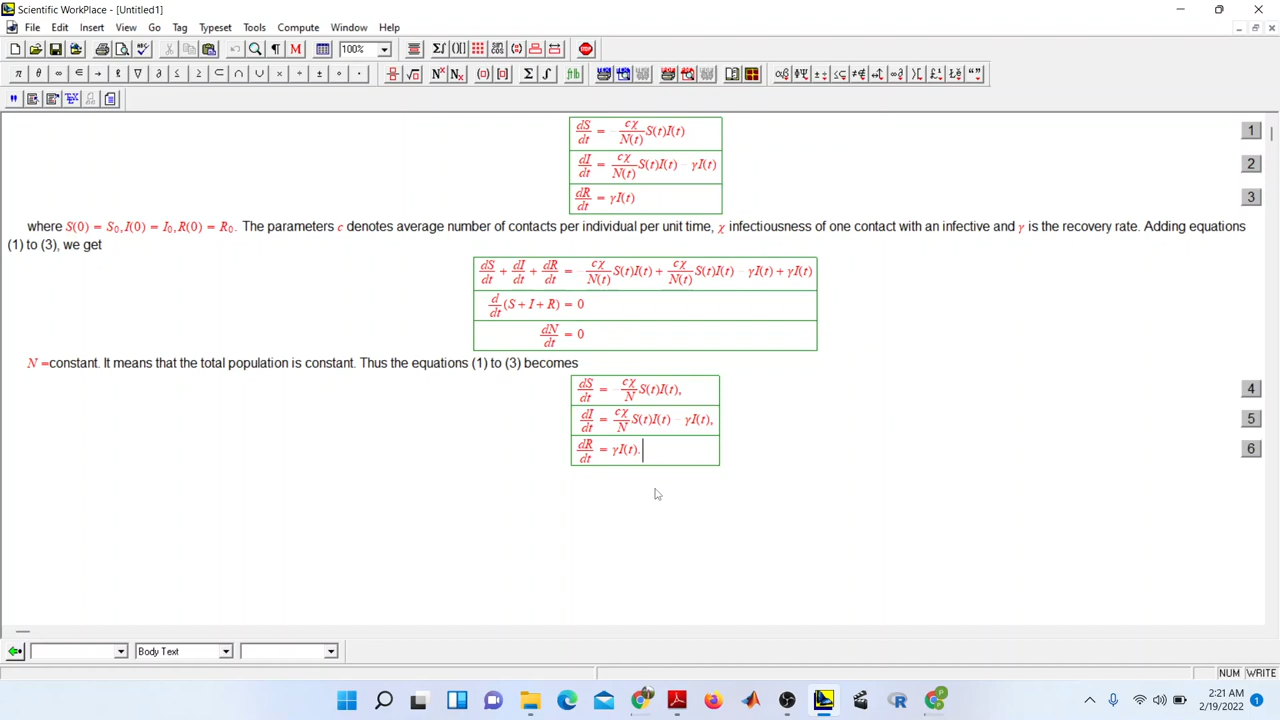 Scientific WorkPlace - [Untitled1]
File Edit Insert View Go Tag Typeset Tools Compute Window Help
100%
dS/dt = -cχ/N(t) S(t)I(t) 1
dI/dt = cχ/N(t) S(t)I(t) - γI(t) 2
dR/dt = γI(t) 3
where S(0) = S₀, I(0) = I₀, R(0) = R₀. The parameters c denotes average number of contacts per individual per unit time, χ infectiousness of one contact with an infective and γ is the recovery rate. Adding equations
(1) to (3), we get
dS/dt + dI/dt + dR/dt = -cχ/N(t) S(t)I(t) + cχ/N(t) S(t)I(t) - γI(t) + γI(t)
d/dt (S + I + R) = 0
dN/dt = 0
N =constant. It means that the total population is constant. Thus the equations (1) to (3) becomes
dS/dt = -cχ/N S(t)I(t), 4
dI/dt = cχ/N S(t)I(t) - γI(t), 5
dR/dt = γI(t). 6
Body Text
NUM WRITE
2:21 AM
2/19/2022